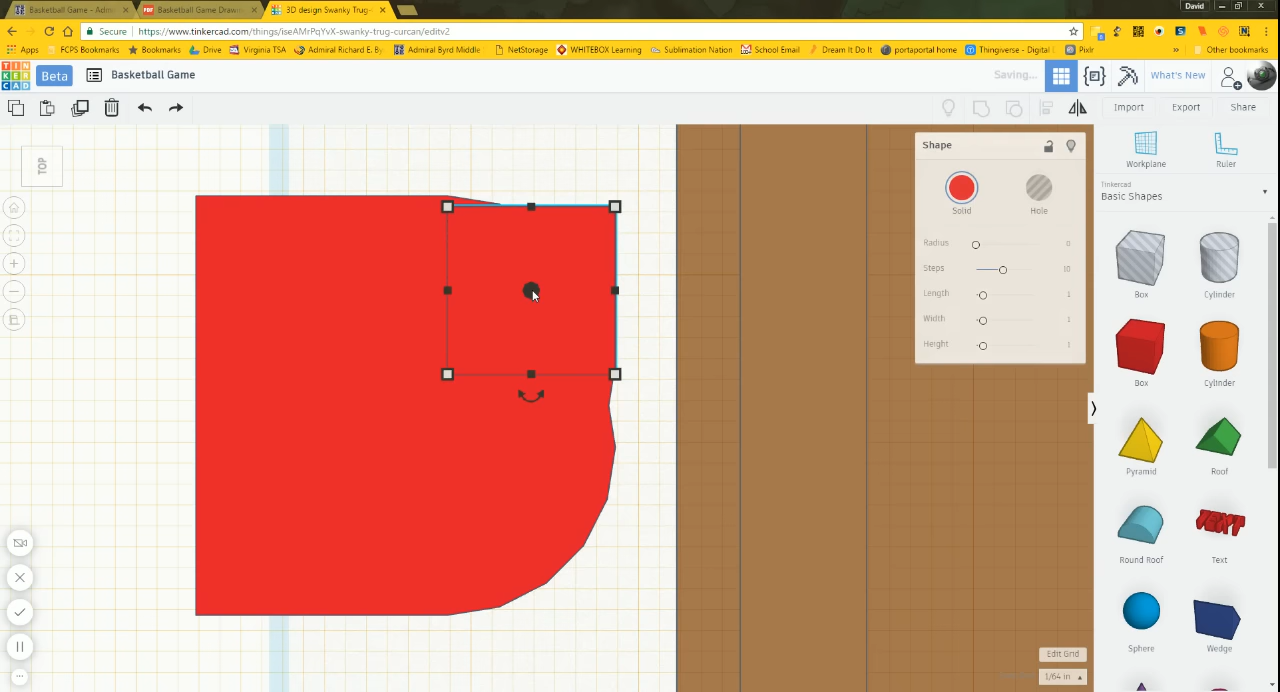 Basketball Game - Admi
Basketball Game Drawin
3D design Swanky Trug-
David
Secure
https://www.tinkercad.com/things/iseAMrPqYvX-swanky-trug-curcan/editv2
Apps
FCPS Bookmarks
Bookmarks
Drive
Virginia TSA
Admiral Richard E. By
Admiral Byrd Middle
NetStorage
WHITEBOX Learning
Sublimation Nation
School Email
Dream It Do It
portaportal home
Thingiverse - Digital
Pixlr
»
Other bookmarks
TIN
KER
CAD
Beta
Basketball Game
Saving...
What's New
Import
Export
Share
TOP
Shape
Solid
Hole
Radius 0
Steps 10
Length 1
Width 1
Height 1
Workplane
Ruler
Tinkercad
Basic Shapes
Box
Cylinder
Box
Cylinder
Pyramid
Roof
TEXT
Round Roof
Text
Sphere
Wedge
Edit Grid
1/64 in